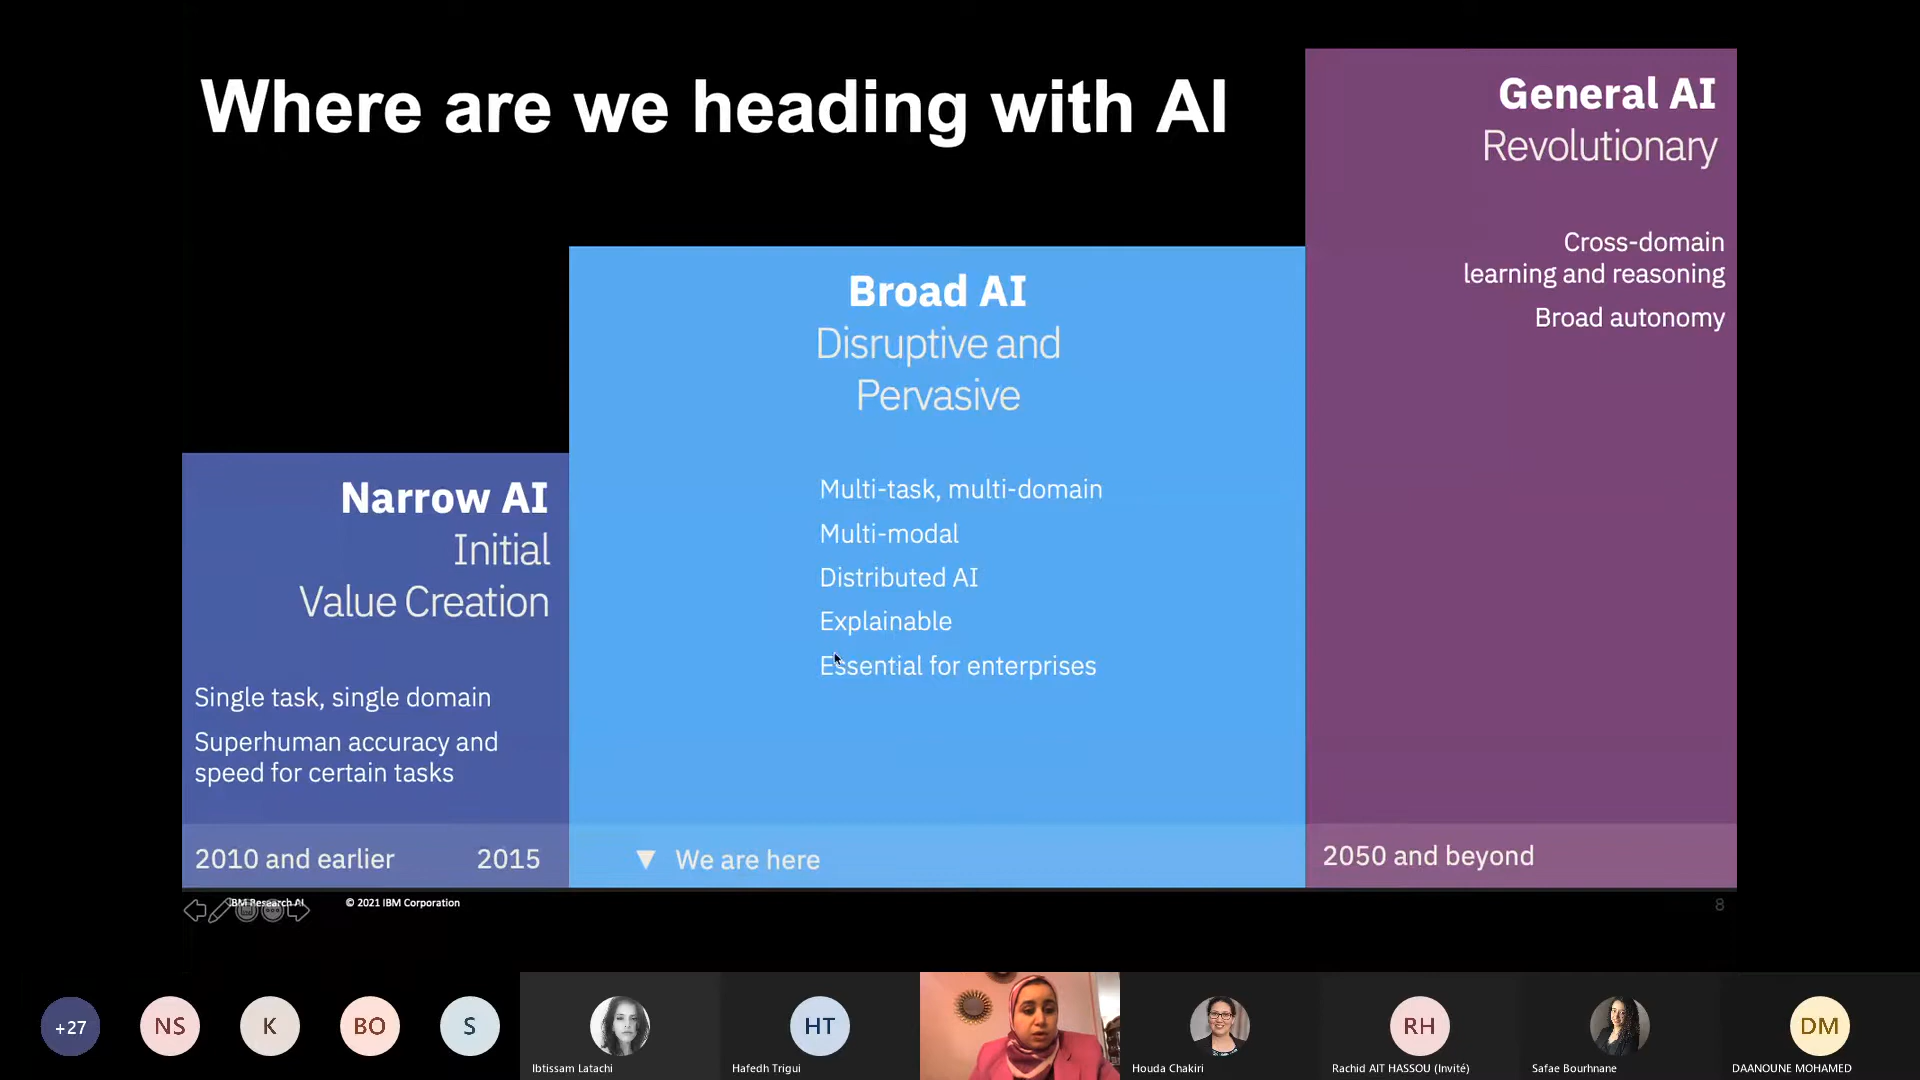 Where are we heading with AI
General AI
Revolutionary
Cross-domain
learning and reasoning
Broad autonomy
Broad AI
Disruptive and
Pervasive
Multi-task, multi-domain
Multi-modal
Distributed AI
Explainable
Essential for enterprises
Narrow AI
Initial
Value Creation
Single task, single domain
Superhuman accuracy and
speed for certain tasks
2010 and earlier 2015
▼ We are here
2050 and beyond
IBM Research AI © 2021 IBM Corporation
8
+27 NS K BO S HT RH DM
Ibtissam Latachi Hafedh Trigui Houda Chakiri Rachid AIT HASSOU (Invité) Safae Bourhnane DAANOUNE MOHAMED